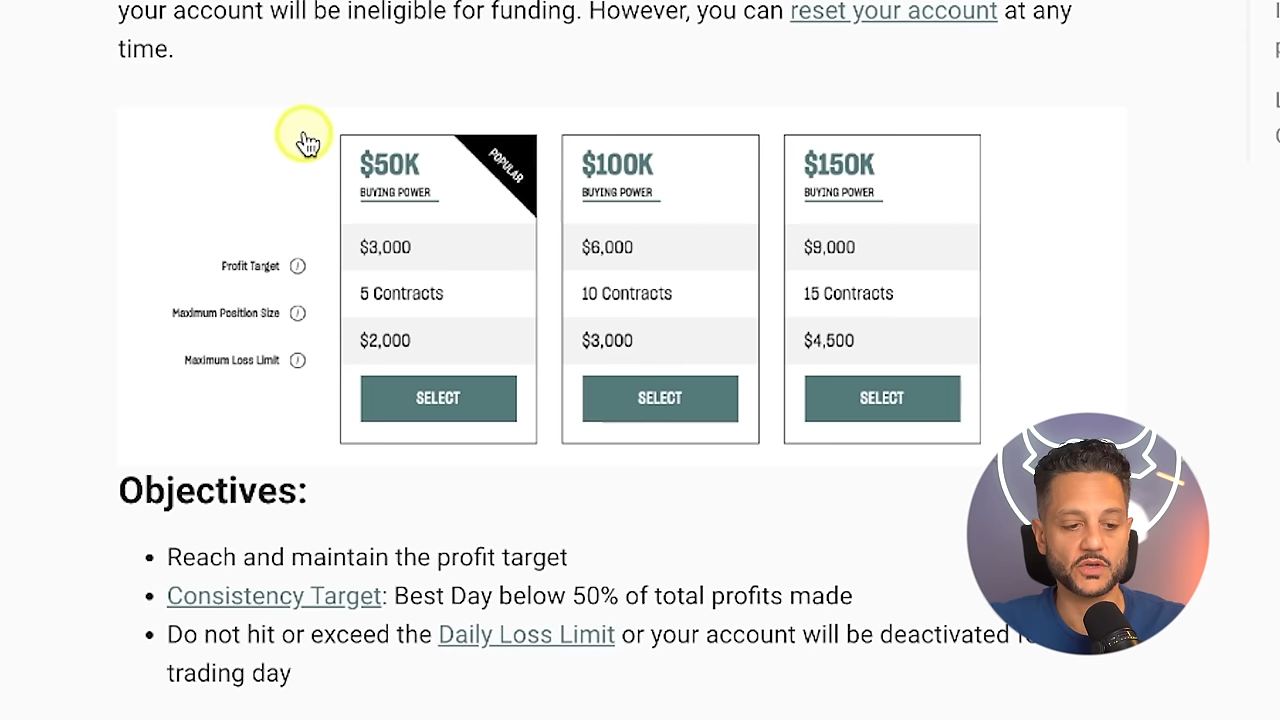 your account will be ineligible for funding. However, you can reset your account at any
time.
$50K
BUYING POWER
POPULAR
$100K
BUYING POWER
$150K
BUYING POWER
Profit Target
$3,000
$6,000
$9,000
Maximum Position Size
5 Contracts
10 Contracts
15 Contracts
Maximum Loss Limit
$2,000
$3,000
$4,500
SELECT
SELECT
SELECT
Objectives:
• Reach and maintain the profit target
• Consistency Target: Best Day below 50% of total profits made
• Do not hit or exceed the Daily Loss Limit or your account will be deactivated
trading day